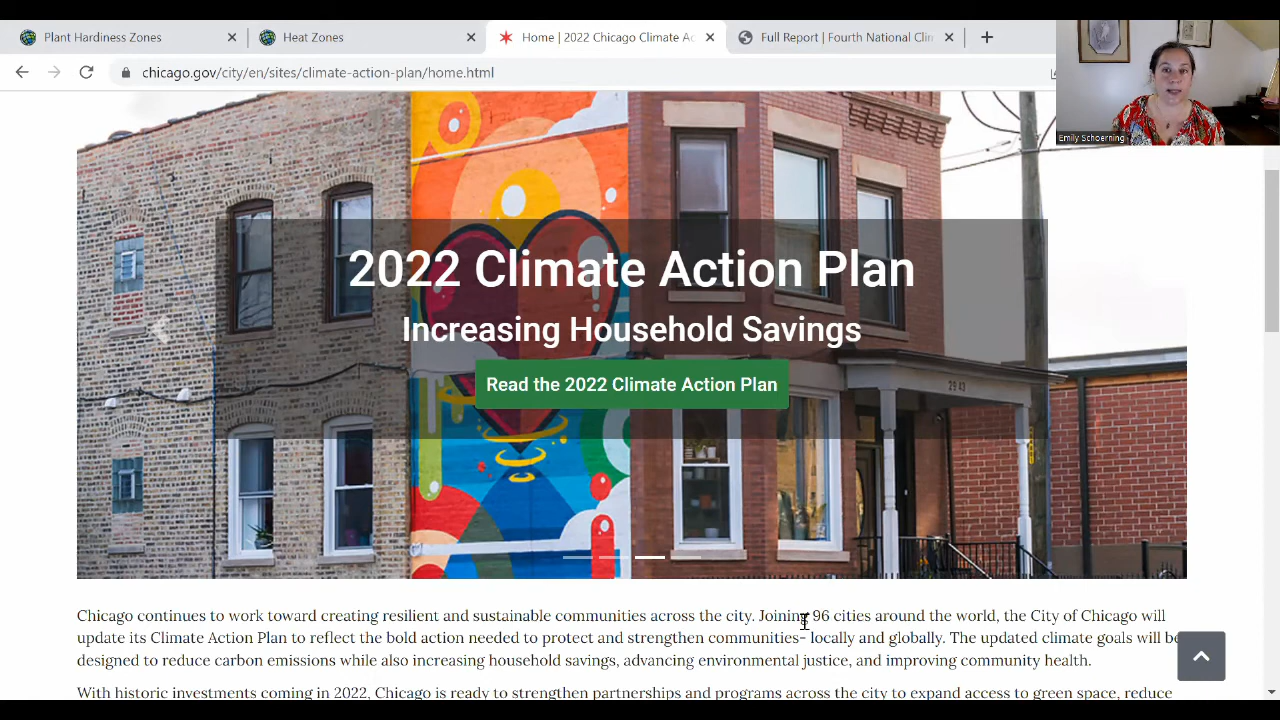 Plant Hardiness Zones
Heat Zones
Home | 2022 Chicago Climate Ac
Full Report | Fourth National Clim
chicago.gov/city/en/sites/climate-action-plan/home.html
Emily Schoerning
2022 Climate Action Plan
Increasing Household Savings
Read the 2022 Climate Action Plan
2943
Chicago continues to work toward creating resilient and sustainable communities across the city. Joining 96 cities around the world, the City of Chicago will
update its Climate Action Plan to reflect the bold action needed to protect and strengthen communities- locally and globally. The updated climate goals will be
designed to reduce carbon emissions while also increasing household savings, advancing environmental justice, and improving community health.
With historic investments coming in 2022, Chicago is ready to strengthen partnerships and programs across the city to expand access to green space, reduce